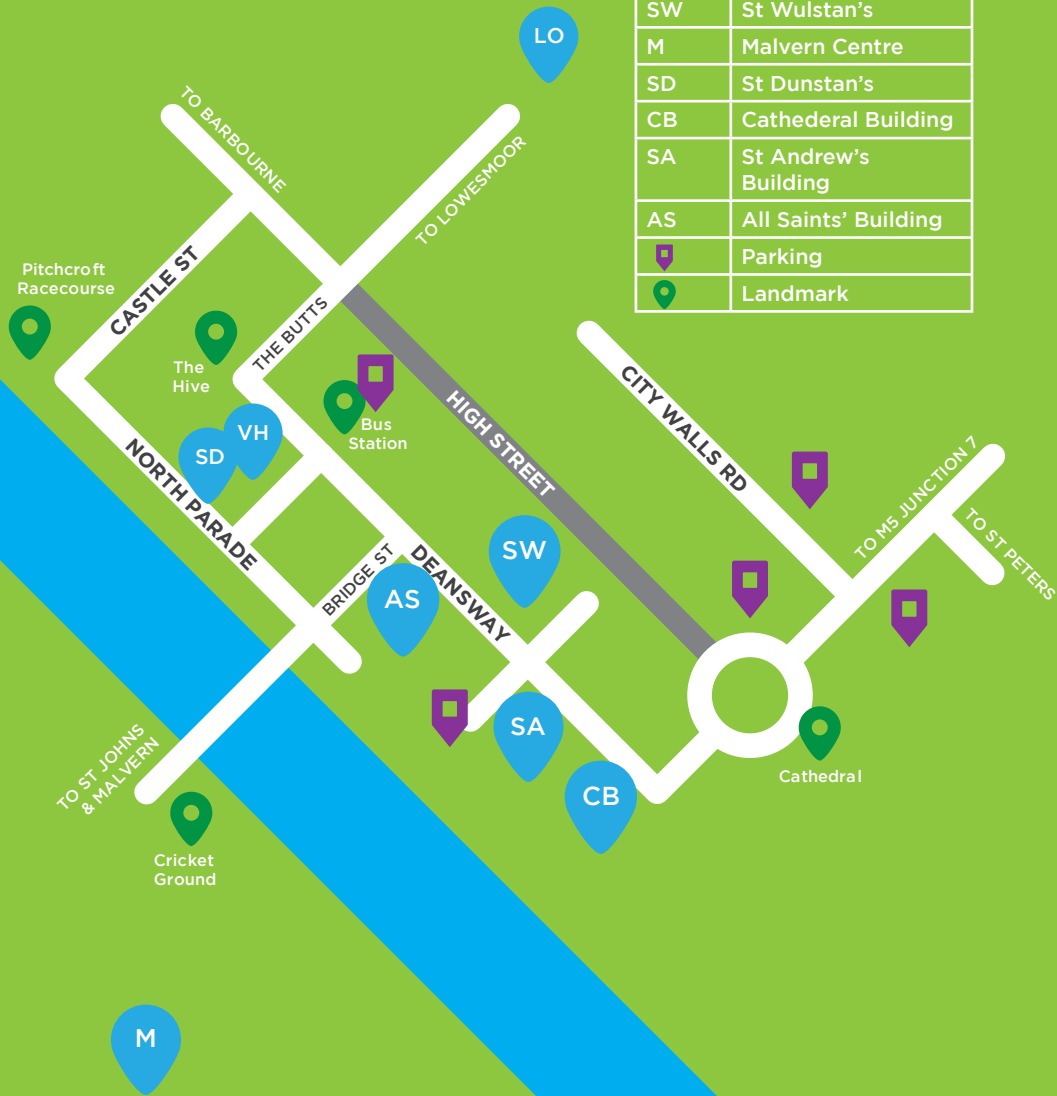 SW St Wulstan's
M Malvern Centre
SD St Dunstan's
CB Cathederal Building
SA St Andrew's
Building
AS All Saints' Building
Parking
Landmark
LO
TO BARBOURNE
TO LOWESMOOR
CASTLE ST
Pitchcroft
Racecourse
THE BUTTS
The
Hive
Bus
Station
VH
SD
NORTH PARADE
HIGH STREET
CITY WALLS RD
TO M5 JUNCTION 7
TO ST PETERS
SW
BRIDGE ST
DEANSWAY
AS
SA
CB
Cathedral
TO ST JOHNS
& MALVERN
Cricket
Ground
M